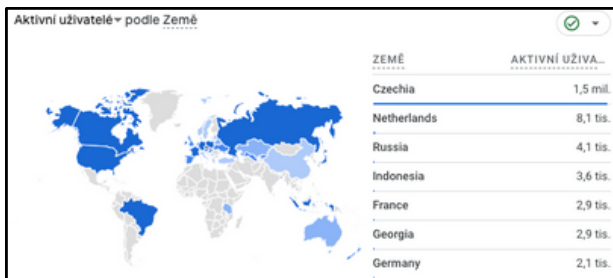 Aktivní uživatelé podle Země
ZEMĚ AKTIVNÍ UŽIVA...
Czechia 1,5 mil.
Netherlands 8,1 tis.
Russia 4,1 tis.
Indonesia 3,6 tis.
France 2,9 tis.
Georgia 2,9 tis.
Germany 2,1 tis.